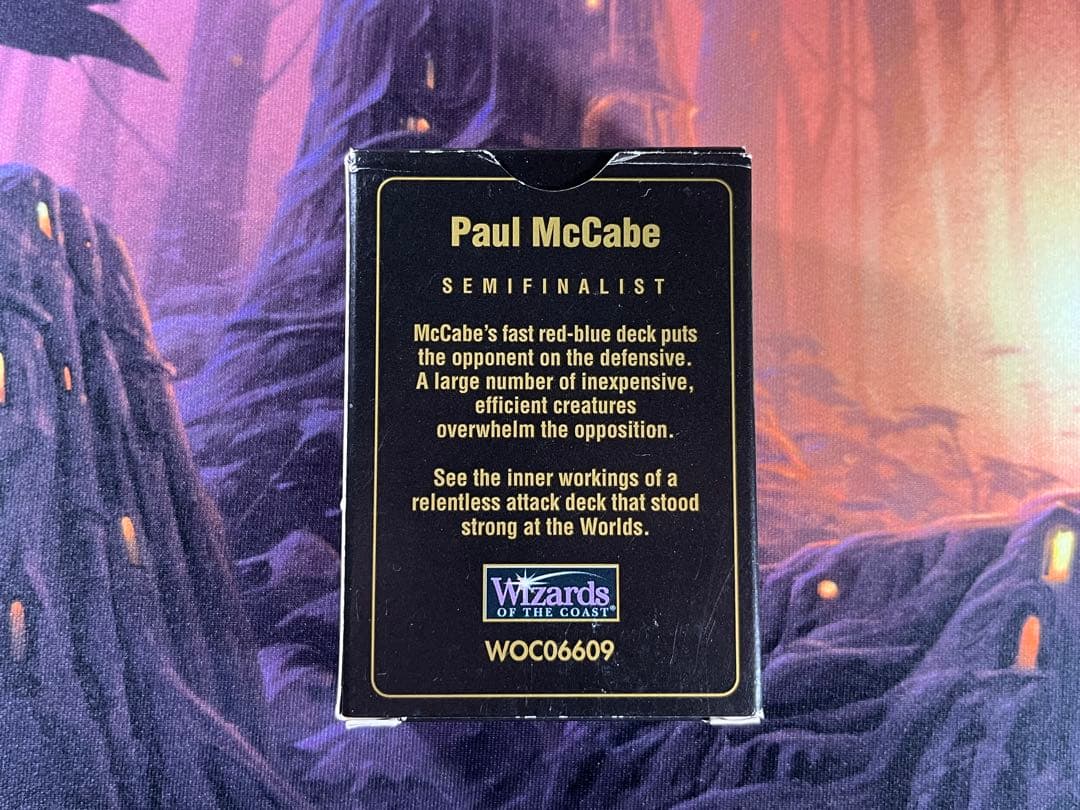 Paul McCabe
SEMIFINALIST
McCabe's fast red-blue deck puts
the opponent on the defensive.
A large number of inexpensive,
efficient creatures
overwhelm the opposition.
See the inner workings of a
relentless attack deck that stood
strong at the Worlds.
Wizards
OF THE COAST®
WOC06609